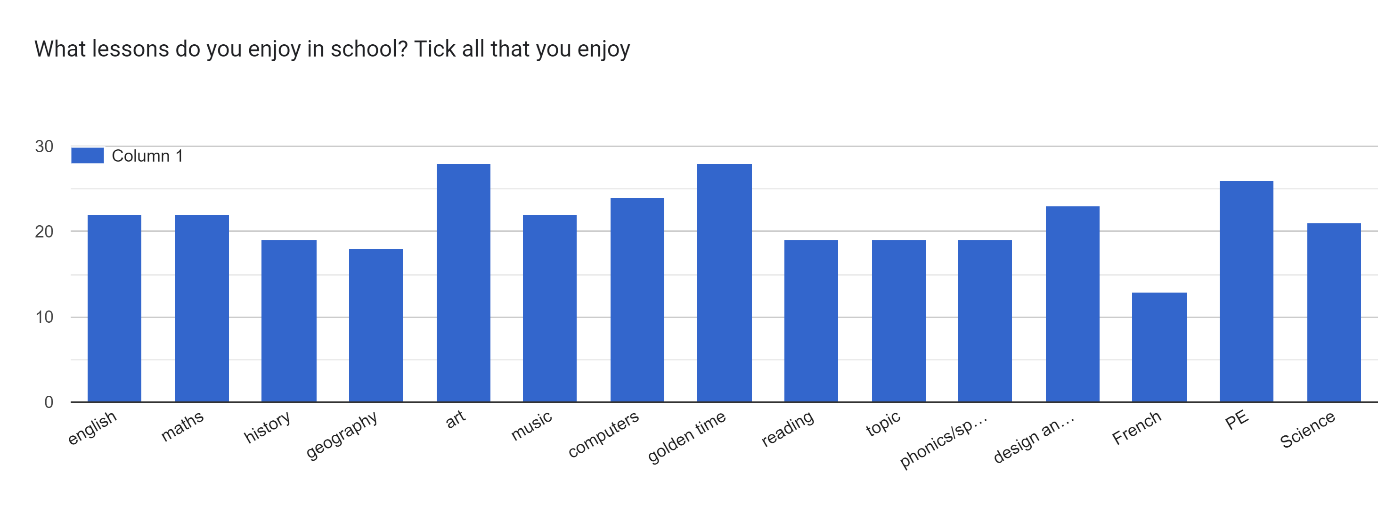 What lessons do you enjoy in school? Tick all that you enjoy
30
Column 1
20
10
0
english
maths
history
geography
art
music
computers
golden time
reading
topic
phonics/sp...
design an...
French
PE
Science